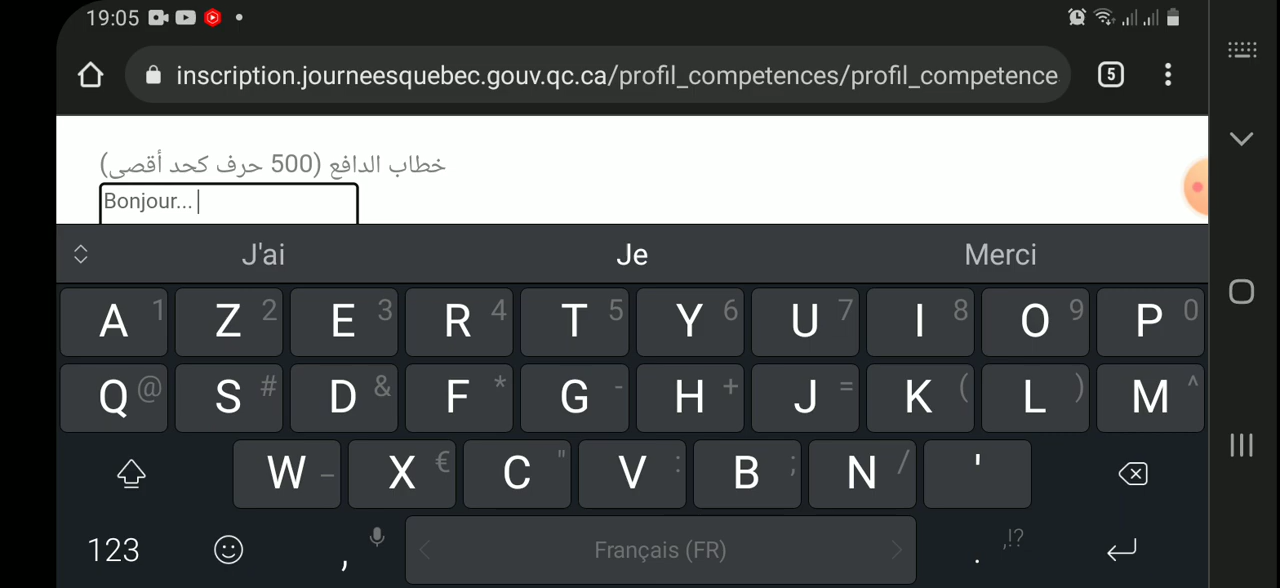 19:05
inscription.journeesquebec.gouv.qc.ca/profil_competences/profil_competence
5
خطاب الدافع (500 حرف كحد أقصى)
Bonjour...
J'ai Je Merci
A 1 Z 2 E 3 R 4 T 5 Y 6 U 7 I 8 O 9 P 0
Q @ S # D & F * G - H + J = K ( L ) M ^
W _ X € C " V : B ; N / '
123 , Français (FR) . ,!?